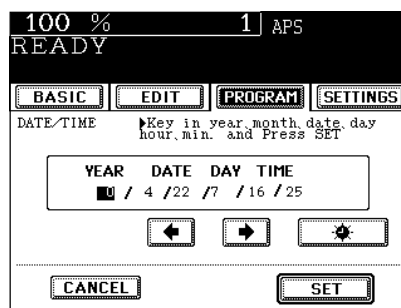 100 % 1 APS
READY
BASIC EDIT PROGRAM SETTINGS
DATE/TIME ▶Key in year、month、date、day
hour、min. and Press SET
YEAR DATE DAY TIME
0 / 4 /22 /7 /16 /25
CANCEL SET